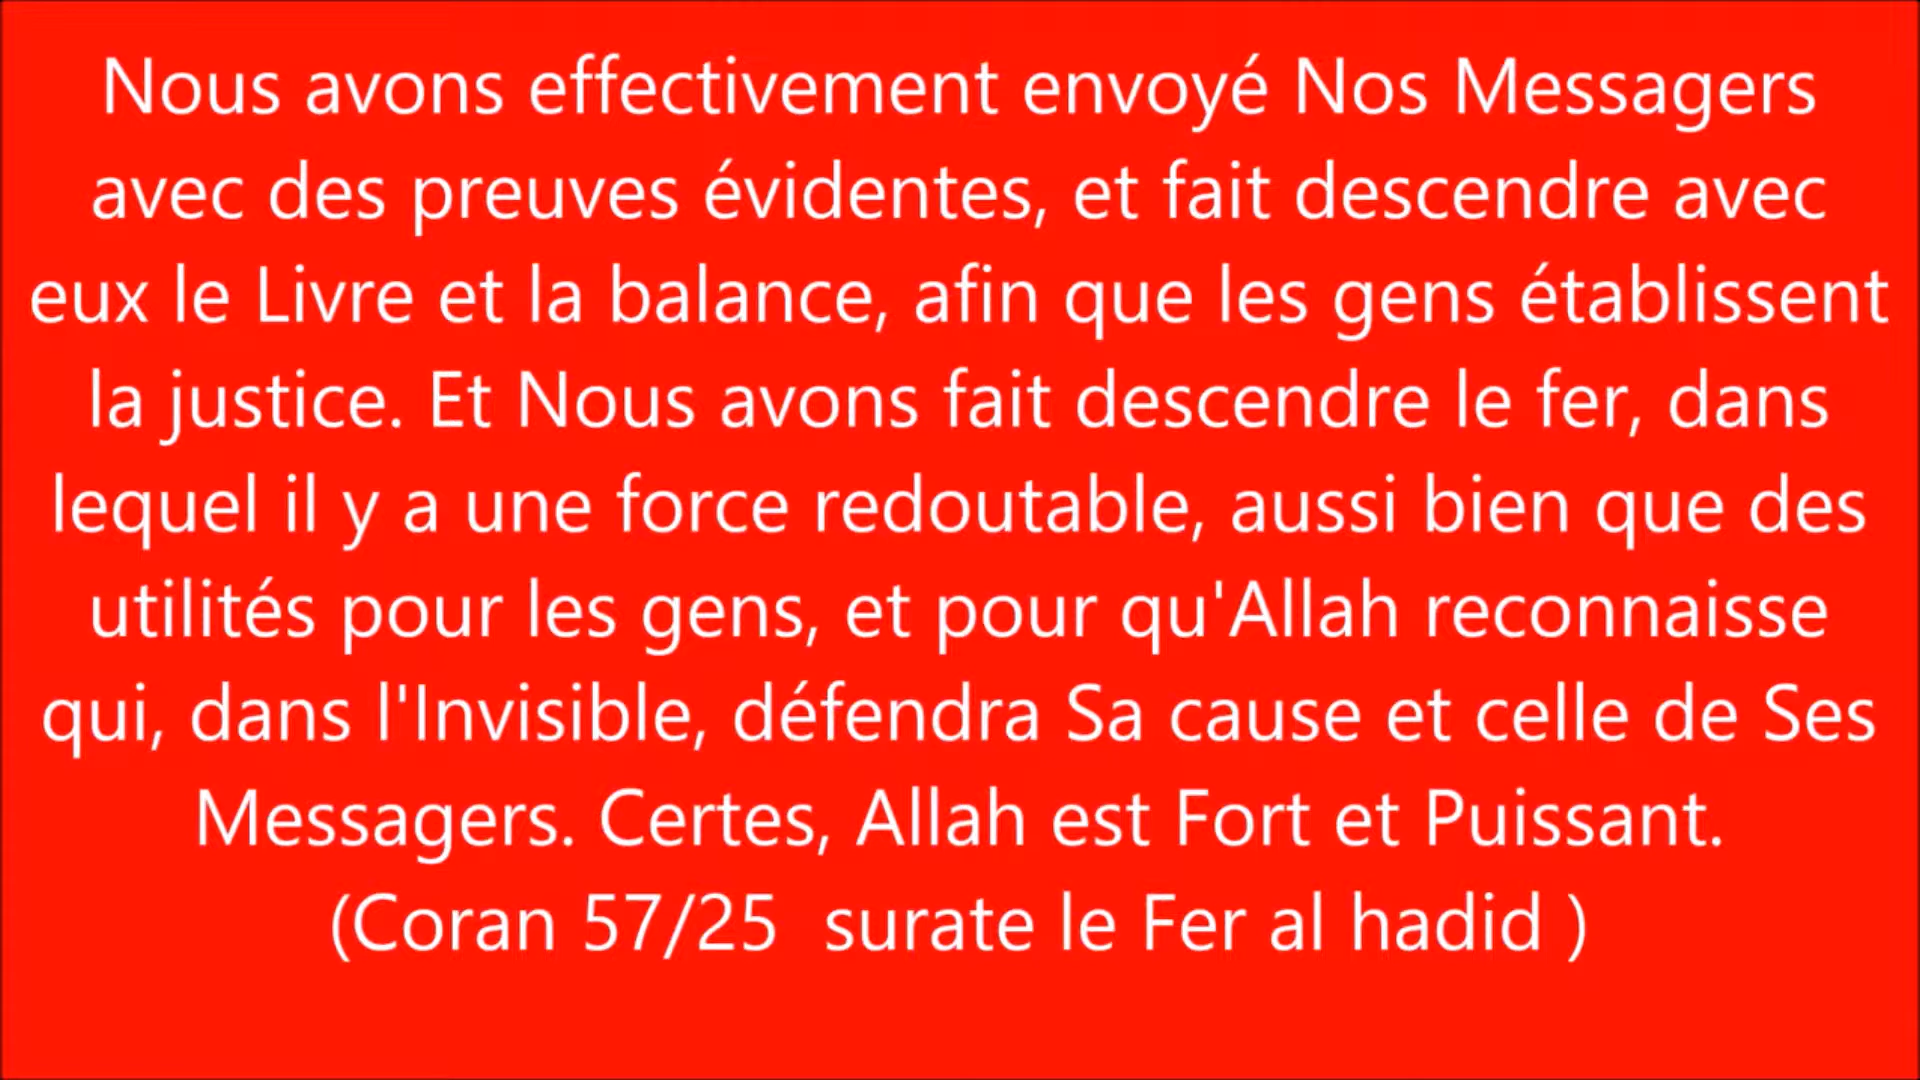 Nous avons effectivement envoyé Nos Messagers
avec des preuves évidentes, et fait descendre avec
eux le Livre et la balance, afin que les gens établissent
la justice. Et Nous avons fait descendre le fer, dans
lequel il y a une force redoutable, aussi bien que des
utilités pour les gens, et pour qu'Allah reconnaisse
qui, dans l'Invisible, défendra Sa cause et celle de Ses
Messagers. Certes, Allah est Fort et Puissant.
(Coran 57/25  surate le Fer al hadid )